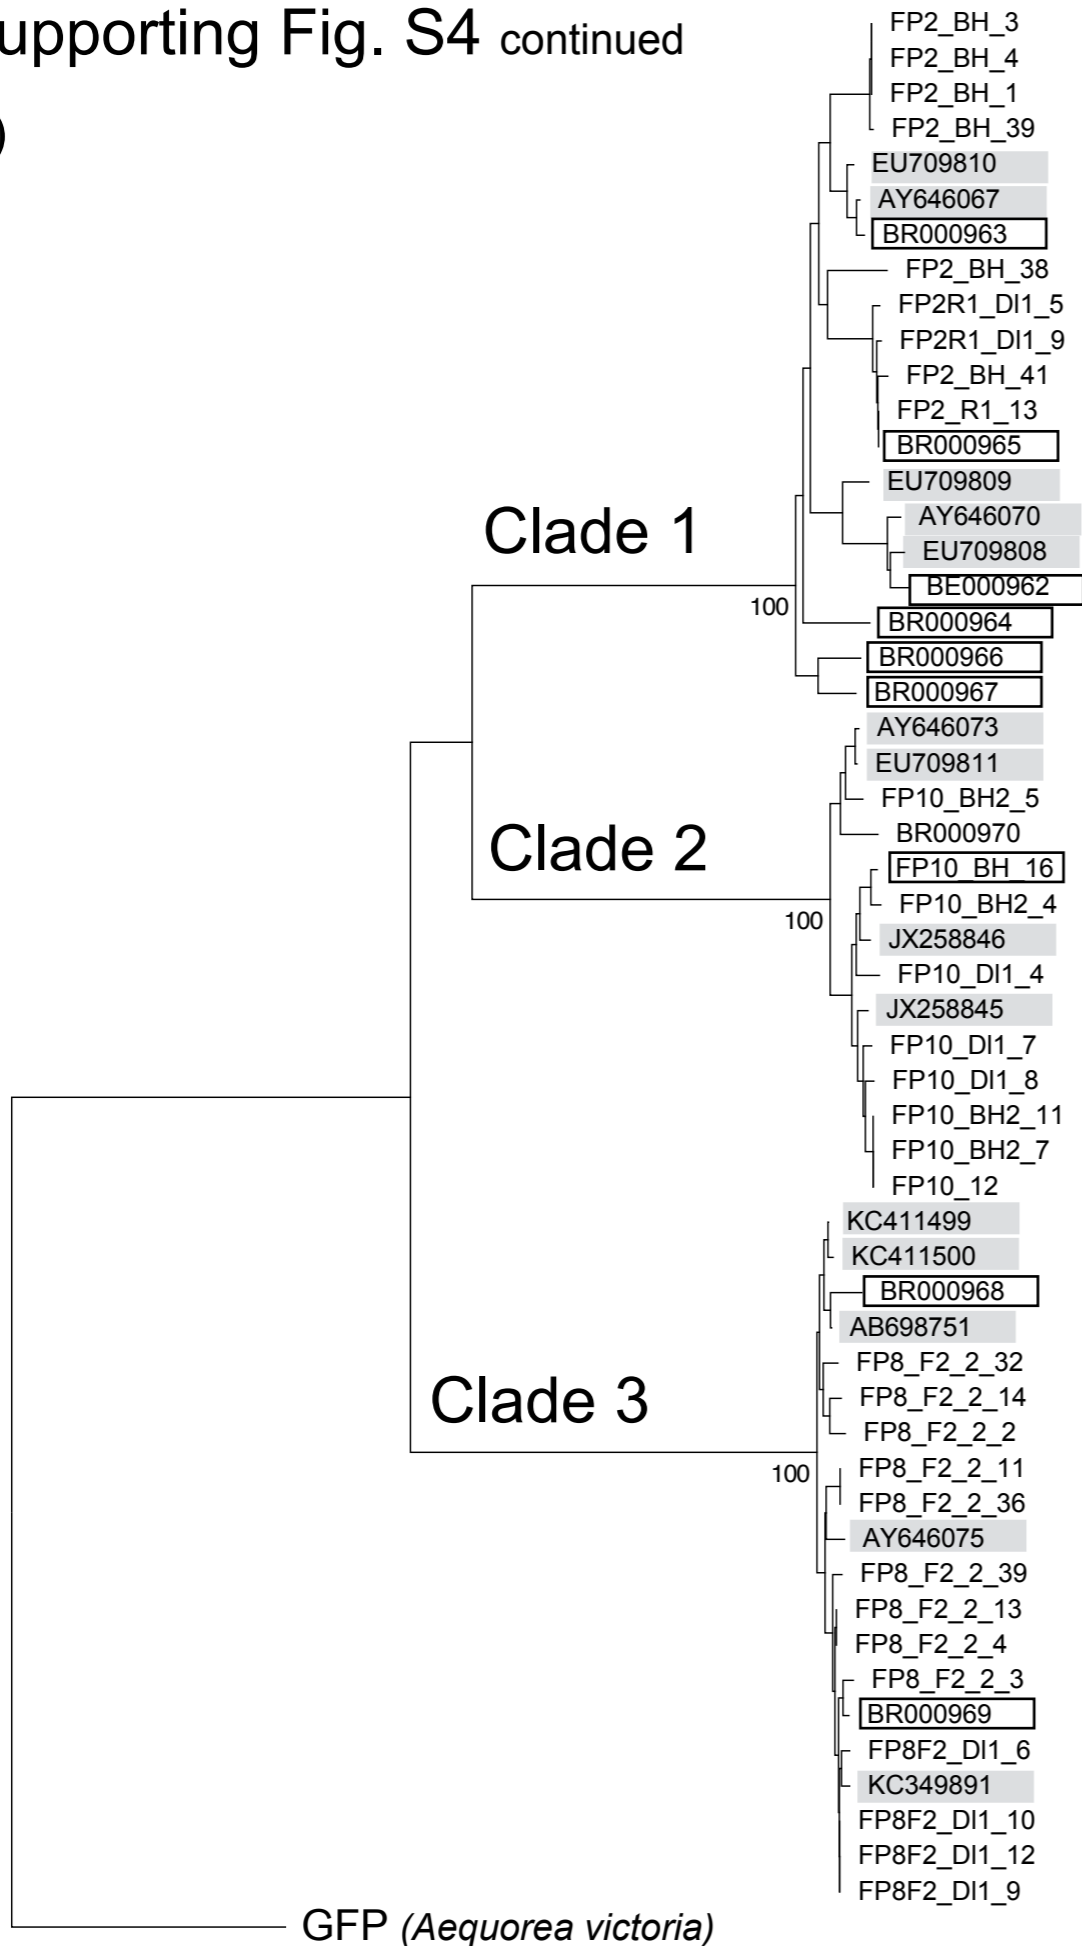 upporting Fig. S4 continued
)
FP2_BH_3
FP2_BH_4
FP2_BH_1
FP2_BH_39
EU709810
AY646067
BR000963
FP2_BH_38
FP2R1_DI1_5
FP2R1_DI1_9
FP2_BH_41
FP2_R1_13
BR000965
EU709809
Clade 1
AY646070
EU709808
BE000962
100
BR000964
BR000966
BR000967
AY646073
EU709811
FP10_BH2_5
BR000970
Clade 2
FP10_BH_16
FP10_BH2_4
100
JX258846
FP10_DI1_4
JX258845
FP10_DI1_7
FP10_DI1_8
FP10_BH2_11
FP10_BH2_7
FP10_12
KC411499
KC411500
BR000968
AB698751
FP8_F2_2_32
Clade 3
FP8_F2_2_14
FP8_F2_2_2
100
FP8_F2_2_11
FP8_F2_2_36
AY646075
FP8_F2_2_39
FP8_F2_2_13
FP8_F2_2_4
FP8_F2_2_3
BR000969
FP8F2_DI1_6
KC349891
FP8F2_DI1_10
FP8F2_DI1_12
FP8F2_DI1_9
GFP (Aequorea victoria)